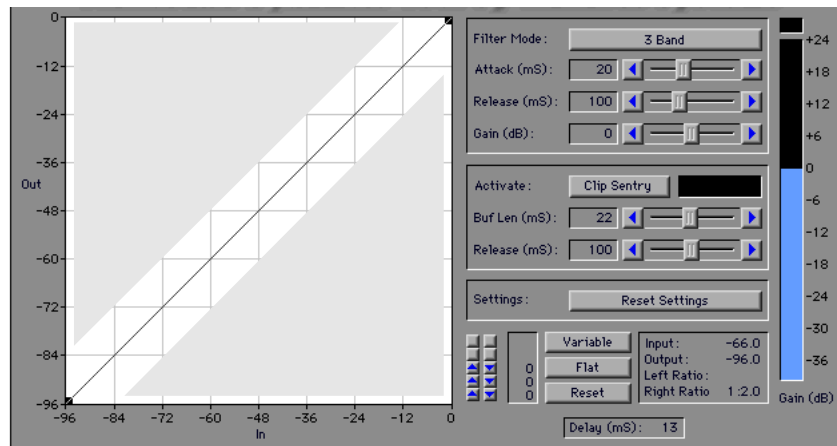 0
-12
-24
-36
Out
-48
-60
-72
-84
-96
-96 -84 -72 -60 -48 -36 -24 -12 0
In
Filter Mode: 3 Band
Attack (mS): 20
Release (mS): 100
Gain (dB): 0
Activate: Clip Sentry
Buf Len (mS): 22
Release (mS): 100
Settings: Reset Settings
0
0
0
Variable
Flat
Reset
Input: -66.0
Output: -96.0
Left Ratio:
Right Ratio 1:2.0
Delay (mS): 13
+24
+18
+12
+6
0
-6
-12
-18
-24
-30
-36
Gain (dB)